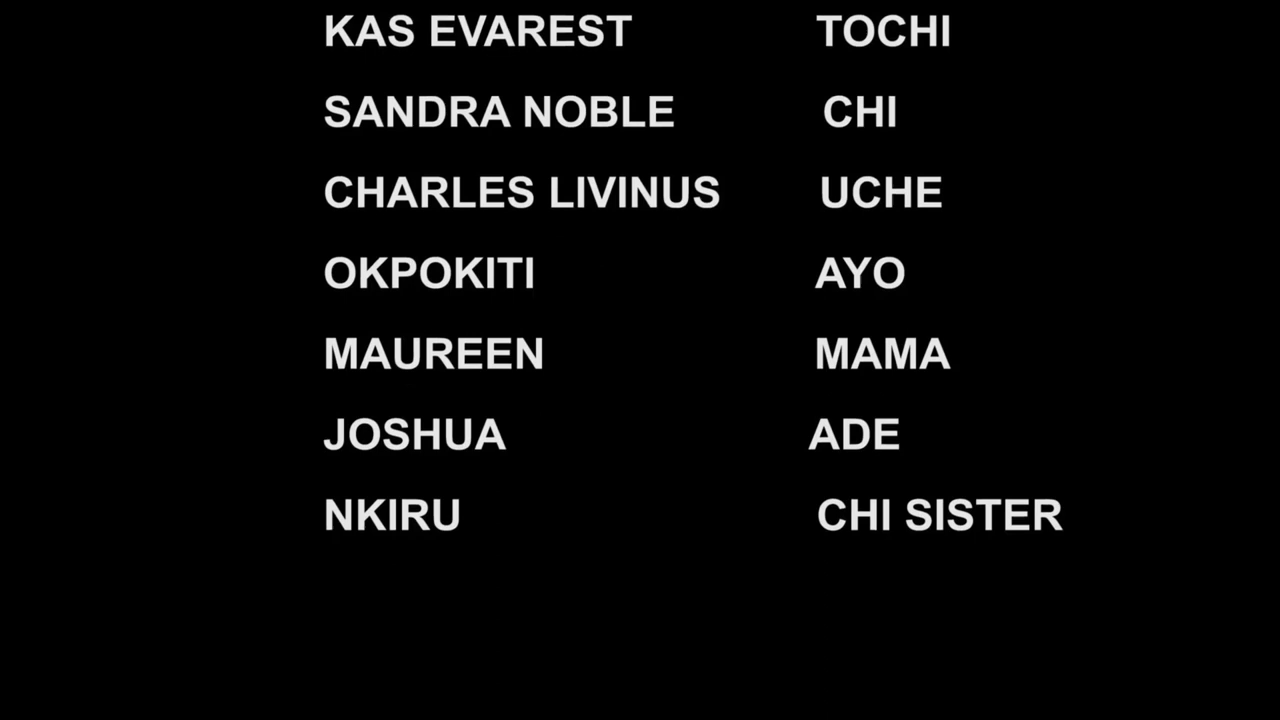 KAS EVAREST TOCHI
SANDRA NOBLE CHI
CHARLES LIVINUS UCHE
OKPOKITI AYO
MAUREEN MAMA
JOSHUA ADE
NKIRU CHI SISTER